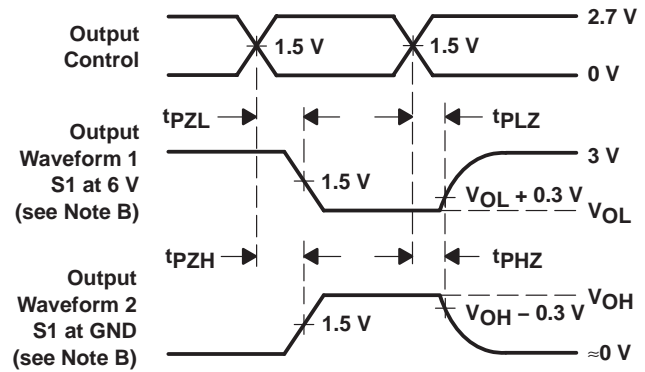 2.7 V
Output
Control
1.5 V
1.5 V
0 V
tPZL
tPLZ
Output
Waveform 1
S1 at 6 V
(see Note B)
3 V
1.5 V
VOL + 0.3 V
VOL
tPZH
tPHZ
Output
Waveform 2
S1 at GND
(see Note B)
VOH
VOH − 0.3 V
1.5 V
≈0 V